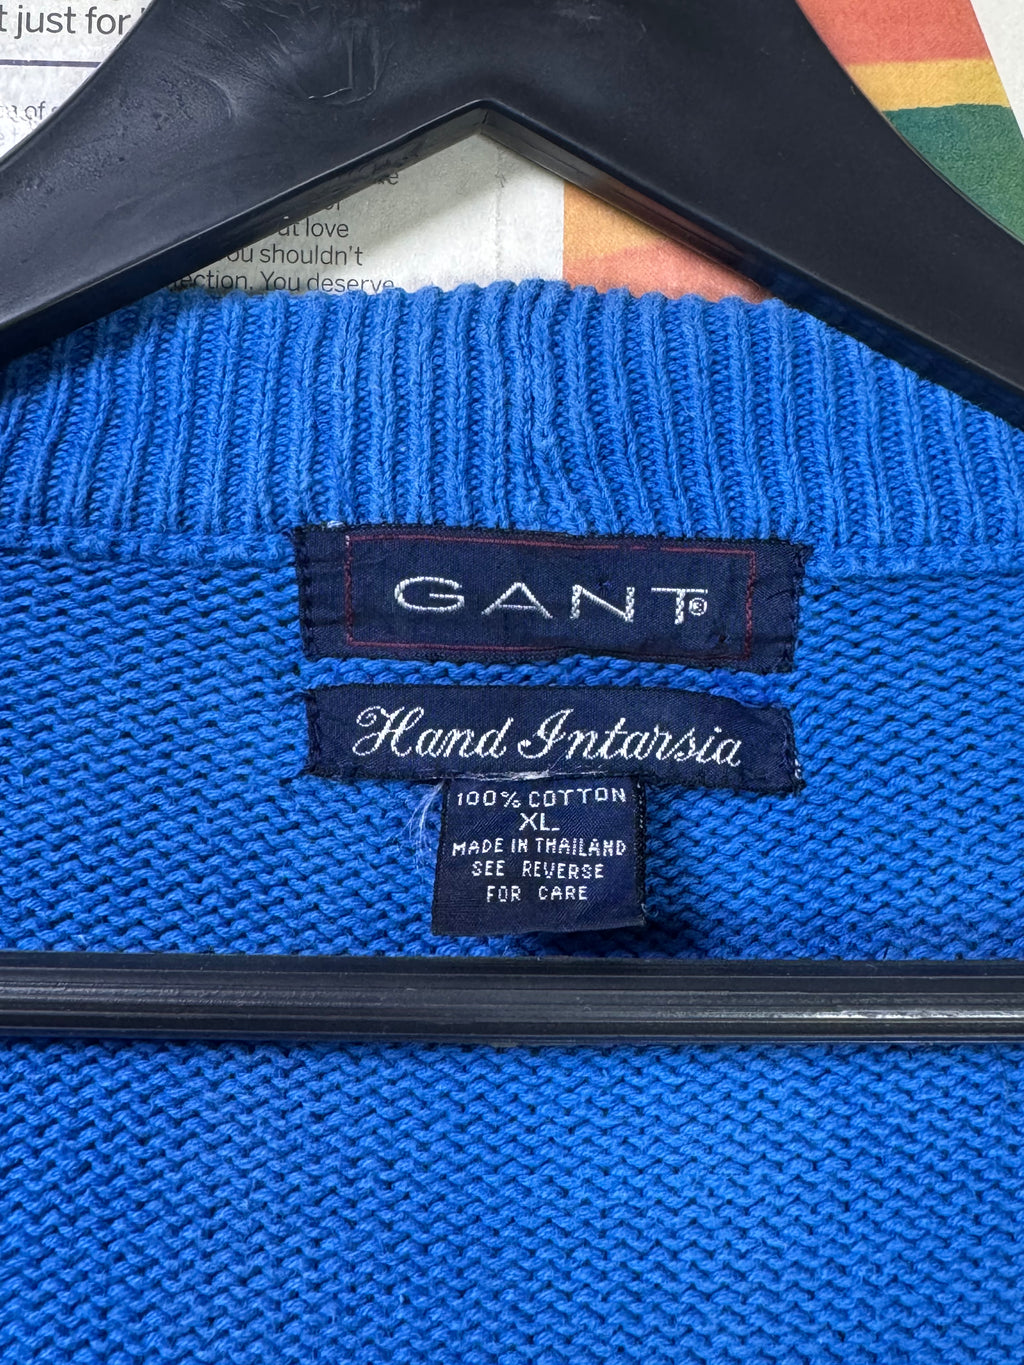 t just for
of
at love
ou shouldn't
ection. You deserve
GANT®
Hand Intarsia
100% COTTON
XL
MADE IN THAILAND
SEE REVERSE
FOR CARE